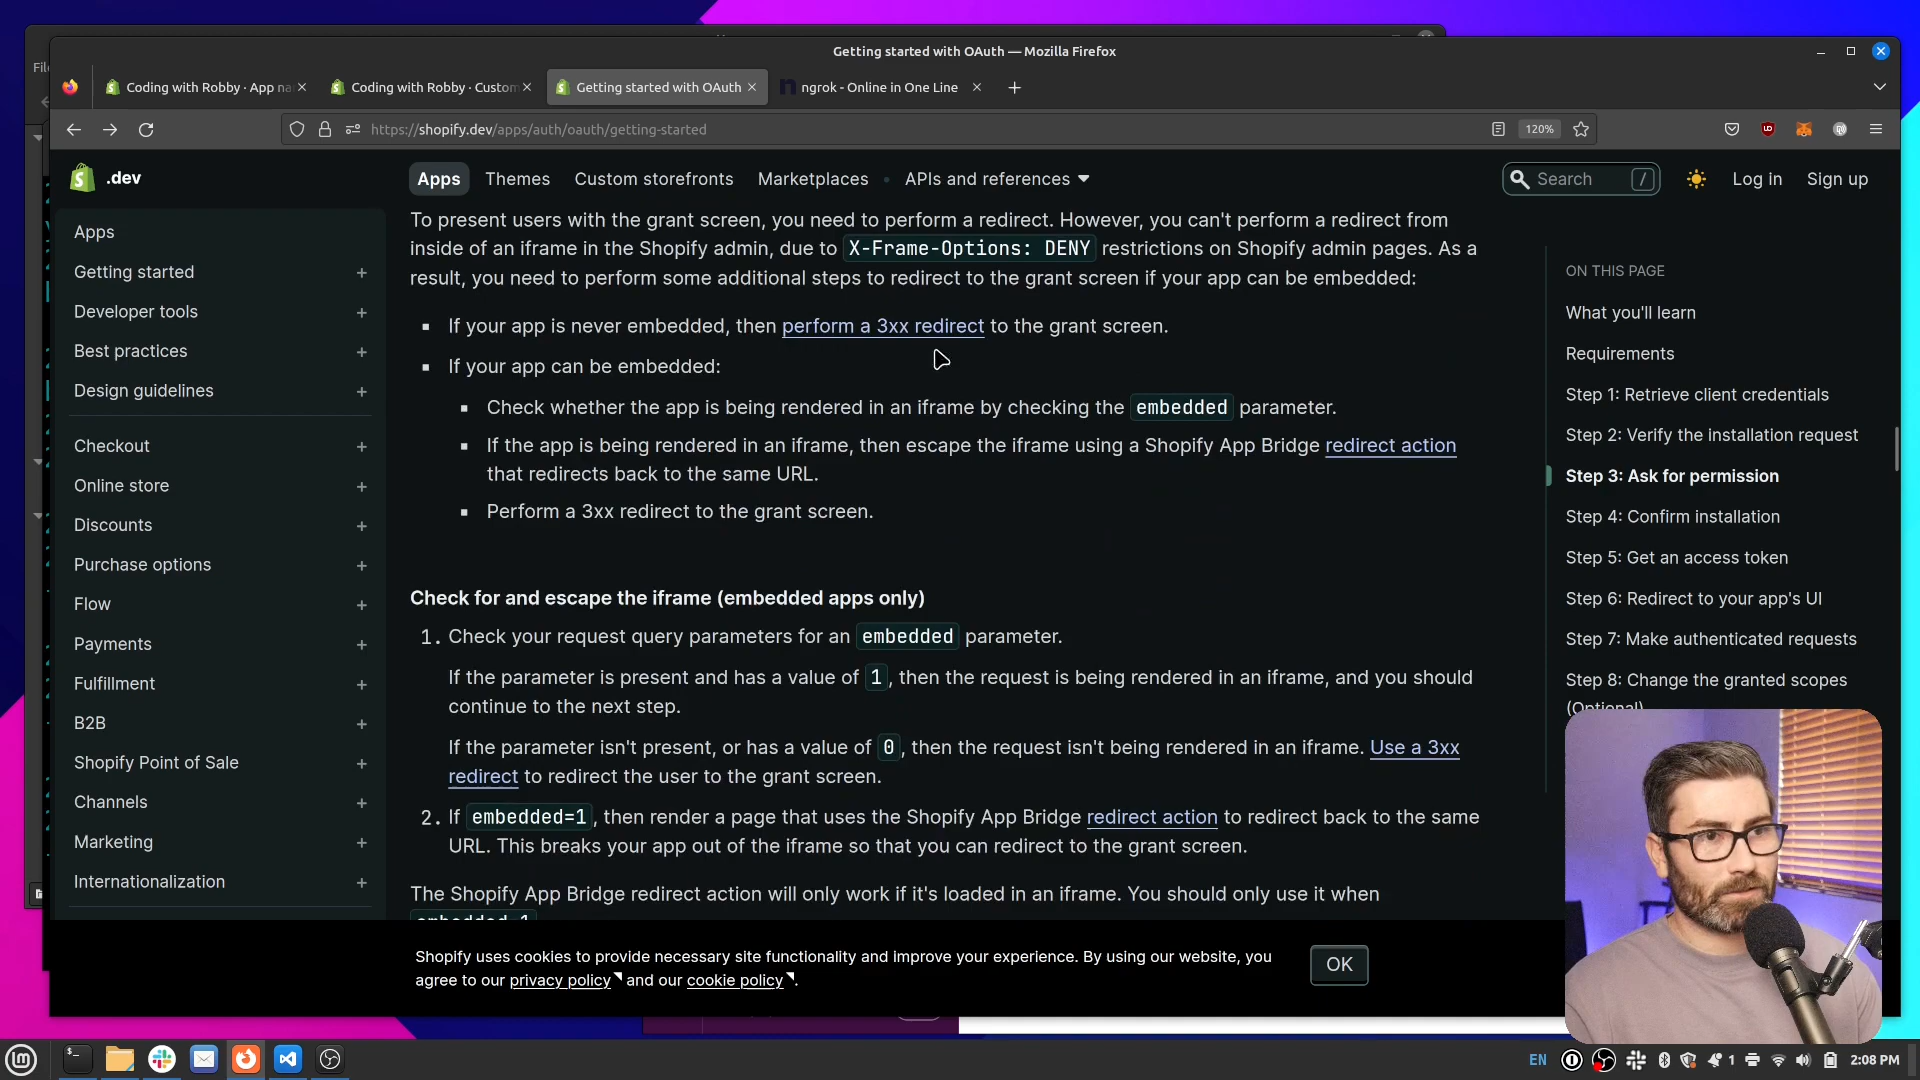 Getting started with OAuth — Mozilla Firefox
Coding with Robby · App na
Coding with Robby · Custom
Getting started with OAuth
ngrok - Online in One Line
https://shopify.dev/apps/auth/oauth/getting-started
120%
.dev
Apps
Themes
Custom storefronts
Marketplaces
APIs and references
Search /
Log in
Sign up
Apps
Getting started
Developer tools
Best practices
Design guidelines
Checkout
Online store
Discounts
Purchase options
Flow
Payments
Fulfillment
B2B
Shopify Point of Sale
Channels
Marketing
Internationalization
To present users with the grant screen, you need to perform a redirect. However, you can't perform a redirect from
inside of an iframe in the Shopify admin, due to X-Frame-Options: DENY restrictions on Shopify admin pages. As a
result, you need to perform some additional steps to redirect to the grant screen if your app can be embedded:
If your app is never embedded, then perform a 3xx redirect to the grant screen.
If your app can be embedded:
Check whether the app is being rendered in an iframe by checking the embedded parameter.
If the app is being rendered in an iframe, then escape the iframe using a Shopify App Bridge redirect action
that redirects back to the same URL.
Perform a 3xx redirect to the grant screen.
Check for and escape the iframe (embedded apps only)
1. Check your request query parameters for an embedded parameter.
If the parameter is present and has a value of 1, then the request is being rendered in an iframe, and you should
continue to the next step.
If the parameter isn't present, or has a value of 0, then the request isn't being rendered in an iframe. Use a 3xx
redirect to redirect the user to the grant screen.
2. If embedded=1, then render a page that uses the Shopify App Bridge redirect action to redirect back to the same
URL. This breaks your app out of the iframe so that you can redirect to the grant screen.
The Shopify App Bridge redirect action will only work if it's loaded in an iframe. You should only use it when
embedded=1
ON THIS PAGE
What you'll learn
Requirements
Step 1: Retrieve client credentials
Step 2: Verify the installation request
Step 3: Ask for permission
Step 4: Confirm installation
Step 5: Get an access token
Step 6: Redirect to your app's UI
Step 7: Make authenticated requests
Step 8: Change the granted scopes
(Optional)
Shopify uses cookies to provide necessary site functionality and improve your experience. By using our website, you
agree to our privacy policy and our cookie policy.
OK
EN
1
2:08 PM